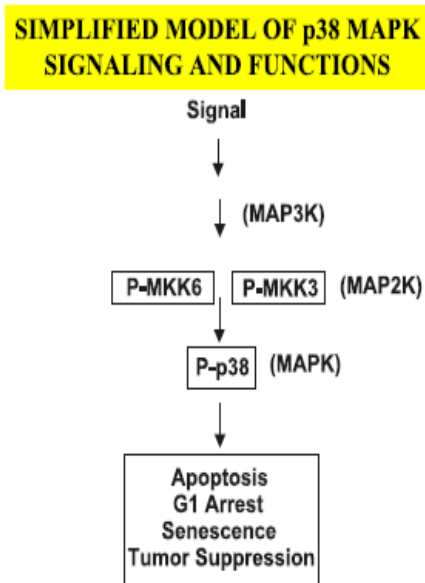 SIMPLIFIED MODEL OF p38 MAPK
SIGNALING AND FUNCTIONS
Signal
(MAP3K)
P-MKK6 P-MKK3 (MAP2K)
P-p38 (MAPK)
Apoptosis
G1 Arrest
Senescence
Tumor Suppression